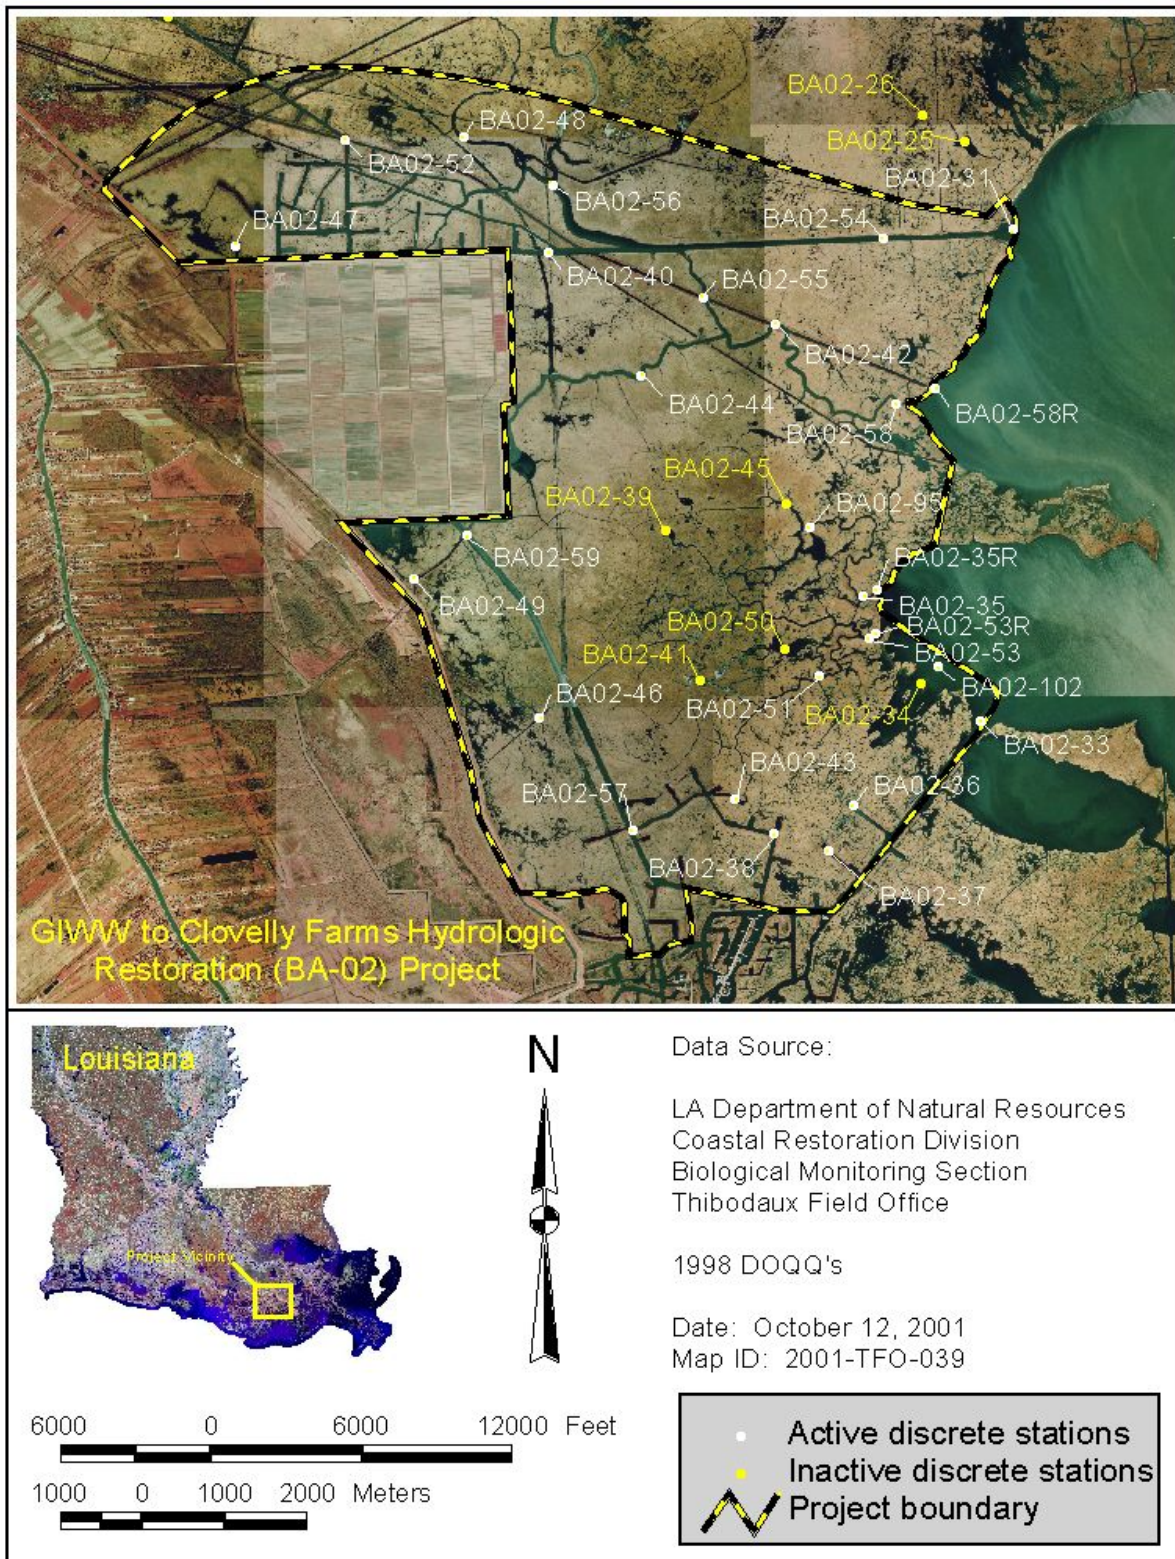 BA02-26
BA02-48
BA02-25
BA02-52
BA02-31
BA02-56
BA02-54
BA02-47
BA02-40
BA02-55
BA02-42
BA02-44
BA02-58R
BA02-58
BA02-45
BA02-39
BA02-95
BA02-59
BA02-35R
BA02-49
BA02-35
BA02-53R
BA02-50
BA02-53
BA02-41
BA02-102
BA02-46
BA02-51
BA02-34
BA02-33
BA02-43
BA02-36
BA02-57
BA02-38
BA02-37
GIWW to Clovelly Farms Hydrologic
Restoration (BA-02) Project
Louisiana
Project Vicinity
N
Data Source:
LA Department of Natural Resources
Coastal Restoration Division
Biological Monitoring Section
Thibodaux Field Office
1998 DOQQ's
Date: October 12, 2001
Map ID: 2001-TFO-039
6000 0 6000 12000 Feet
1000 0 1000 2000 Meters
Active discrete stations
Inactive discrete stations
Project boundary